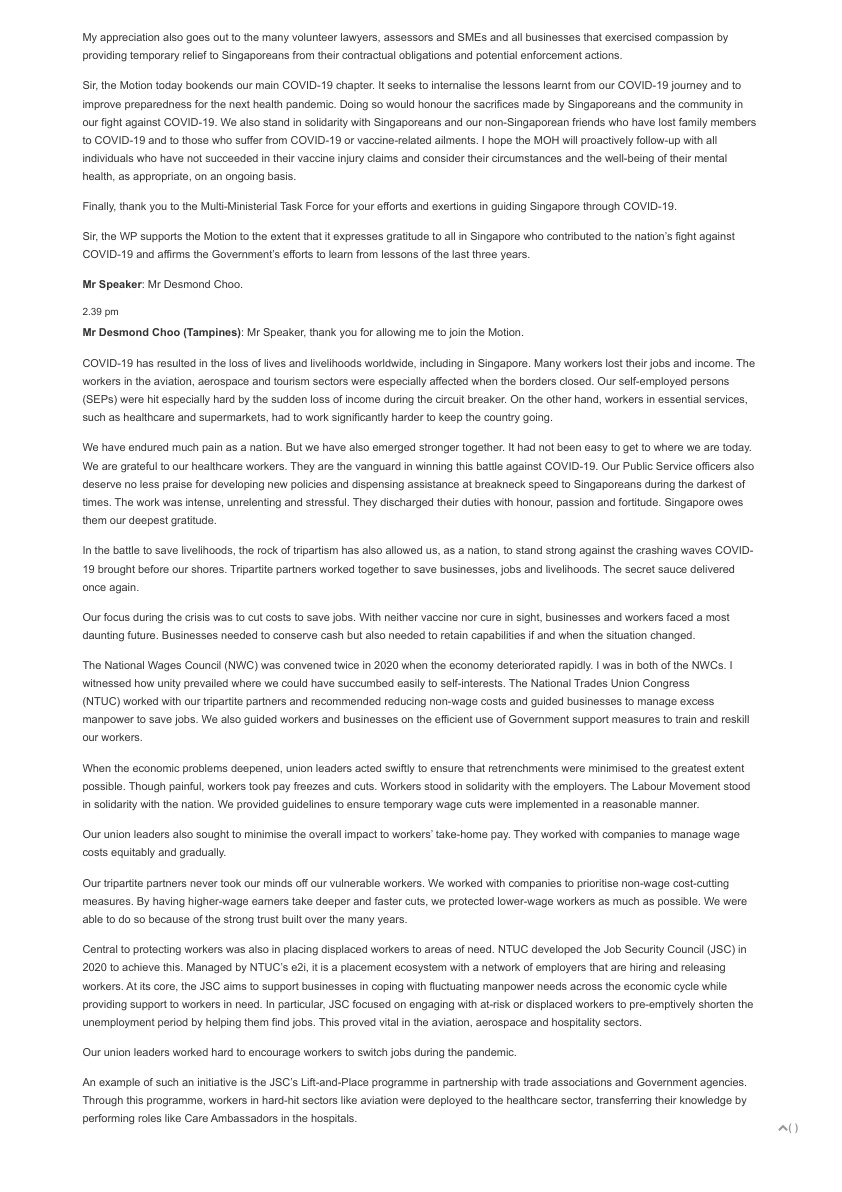 My appreciation also goes out to the many volunteer lawyers, assessors and SMEs and all businesses that exercised compassion by
providing temporary relief to Singaporeans from their contractual obligations and potential enforcement actions.
Sir, the Motion today bookends our main COVID-19 chapter. It seeks to internalise the lessons learnt from our COVID-19 journey and to
improve preparedness for the next health pandemic. Doing so would honour the sacrifices made by Singaporeans and the community in
our fight against COVID-19. We also stand in solidarity with Singaporeans and our non-Singaporean friends who have lost family members
to COVID-19 and to those who suffer from COVID-19 or vaccine-related ailments. I hope the MOH will proactively follow-up with all
individuals who have not succeeded in their vaccine injury claims and consider their circumstances and the well-being of their mental
health, as appropriate, on an ongoing basis.
Finally, thank you to the Multi-Ministerial Task Force for your efforts and exertions in guiding Singapore through COVID-19.
Sir, the WP supports the Motion to the extent that it expresses gratitude to all in Singapore who contributed to the nation's fight against
COVID-19 and affirms the Government's efforts to learn from lessons of the last three years.
Mr Speaker: Mr Desmond Choo.
2.39 pm
Mr Desmond Choo (Tampines): Mr Speaker, thank you for allowing me to join the Motion.
COVID-19 has resulted in the loss of lives and livelihoods worldwide, including in Singapore. Many workers lost their jobs and income. The
workers in the aviation, aerospace and tourism sectors were especially affected when the borders closed. Our self-employed persons
(SEPs) were hit especially hard by the sudden loss of income during the circuit breaker. On the other hand, workers in essential services,
such as healthcare and supermarkets, had to work significantly harder to keep the country going.
We have endured much pain as a nation. But we have also emerged stronger together. It had not been easy to get to where we are today.
We are grateful to our healthcare workers. They are the vanguard in winning this battle against COVID-19. Our Public Service officers also
deserve no less praise for developing new policies and dispensing assistance at breakneck speed to Singaporeans during the darkest of
times. The work was intense, unrelenting and stressful. They discharged their duties with honour, passion and fortitude. Singapore owes
them our deepest gratitude.
In the battle to save livelihoods, the rock of tripartism has also allowed us, as a nation, to stand strong against the crashing waves COVID-
19 brought before our shores. Tripartite partners worked together to save businesses, jobs and livelihoods. The secret sauce delivered
once again.
Our focus during the crisis was to cut costs to save jobs. With neither vaccine nor cure in sight, businesses and workers faced a most
daunting future. Businesses needed to conserve cash but also needed to retain capabilities if and when the situation changed.
The National Wages Council (NWC) was convened twice in 2020 when the economy deteriorated rapidly. I was in both of the NWCs. I
witnessed how unity prevailed where we could have succumbed easily to self-interests. The National Trades Union Congress
(NTUC) worked with our tripartite partners and recommended reducing non-wage costs and guided businesses to manage excess
manpower to save jobs. We also guided workers and businesses on the efficient use of Government support measures to train and reskill
our workers.
When the economic problems deepened, union leaders acted swiftly to ensure that retrenchments were minimised to the greatest extent
possible. Though painful, workers took pay freezes and cuts. Workers stood in solidarity with the employers. The Labour Movement stood
in solidarity with the nation. We provided guidelines to ensure temporary wage cuts were implemented in a reasonable manner.
Our union leaders also sought to minimise the overall impact to workers' take-home pay. They worked with companies to manage wage
costs equitably and gradually.
Our tripartite partners never took our minds off our vulnerable workers. We worked with companies to prioritise non-wage cost-cutting
measures. By having higher-wage earners take deeper and faster cuts, we protected lower-wage workers as much as possible. We were
able to do so because of the strong trust built over the many years.
Central to protecting workers was also in placing displaced workers to areas of need. NTUC developed the Job Security Council (JSC) in
2020 to achieve this. Managed by NTUC's e2i, it is a placement ecosystem with a network of employers that are hiring and releasing
workers. At its core, the JSC aims to support businesses in coping with fluctuating manpower needs across the economic cycle while
providing support to workers in need. In particular, JSC focused on engaging with at-risk or displaced workers to pre-emptively shorten the
unemployment period by helping them find jobs. This proved vital in the aviation, aerospace and hospitality sectors.
Our union leaders worked hard to encourage workers to switch jobs during the pandemic.
An example of such an initiative is the JSC's Lift-and-Place programme in partnership with trade associations and Government agencies.
Through this programme, workers in hard-hit sectors like aviation were deployed to the healthcare sector, transferring their knowledge by
performing roles like Care Ambassadors in the hospitals.
( )